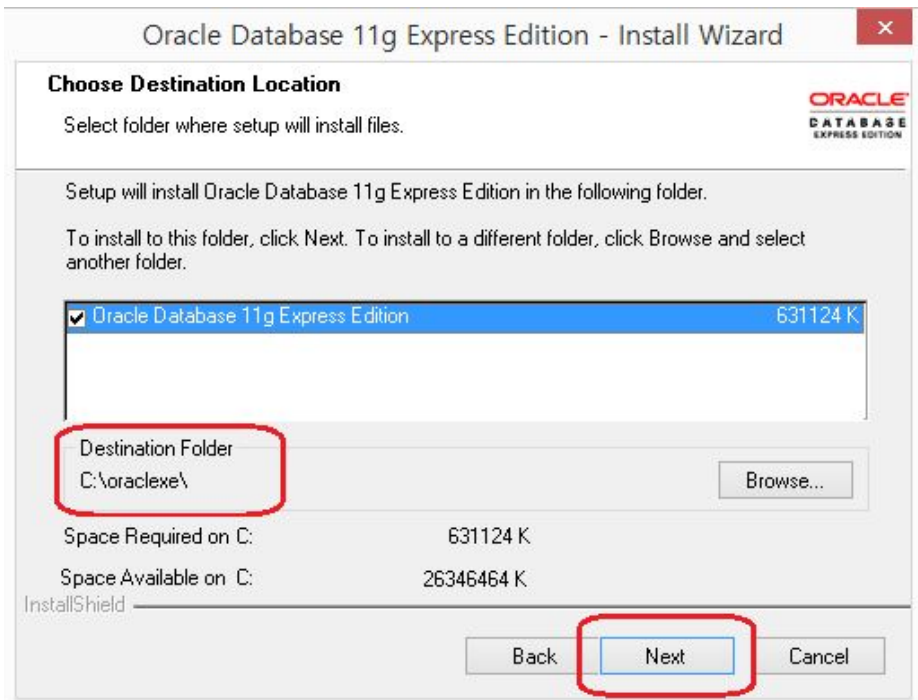 Oracle Database 11g Express Edition - Install Wizard
Choose Destination Location
Select folder where setup will install files.
ORACLE
DATABASE
EXPRESS EDITION
Setup will install Oracle Database 11g Express Edition in the following folder.
To install to this folder, click Next. To install to a different folder, click Browse and select
another folder.
Oracle Database 11g Express Edition 631124 K
Destination Folder
C:\oraclexe\
Browse...
Space Required on C: 631124 K
Space Available on C: 26346464 K
InstallShield
Back Next Cancel